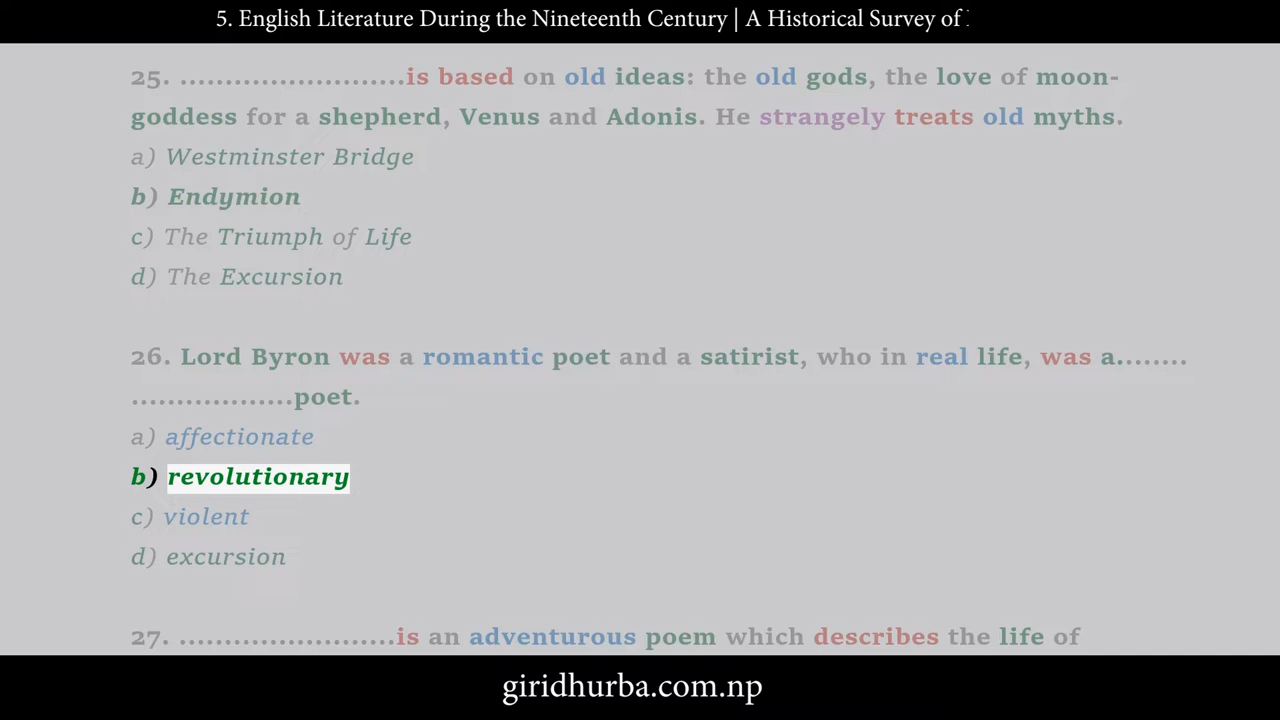 5. English Literature During the Nineteenth Century | A Historical Survey of
25. .........................is based on old ideas: the old gods, the love of moon-
goddess for a shepherd, Venus and Adonis. He strangely treats old myths.
a) Westminster Bridge
b) Endymion
c) The Triumph of Life
d) The Excursion
26. Lord Byron was a romantic poet and a satirist, who in real life, was a........
..................poet.
a) affectionate
b) revolutionary
c) violent
d) excursion
27. ........................is an adventurous poem which describes the life of
giridhurba.com.np